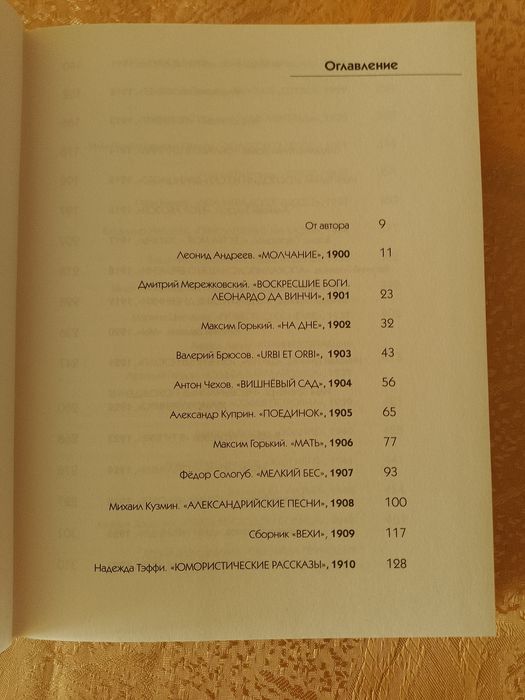 Оглавление
От автора 9
Леонид Андреев. «МОЛЧАНИЕ», 1900 11
Дмитрий Мережковский. «ВОСКРЕСШИЕ БОГИ.
ЛЕОНАРДО ДА ВИНЧИ», 1901 23
Максим Горький. «НА ДНЕ», 1902 32
Валерий Брюсов. «URBI ET ORBI», 1903 43
Антон Чехов. «ВИШНЁВЫЙ САД», 1904 56
Александр Куприн. «ПОЕДИНОК», 1905 65
Максим Горький. «МАТЬ», 1906 77
Фёдор Сологуб. «МЕЛКИЙ БЕС», 1907 93
Михаил Кузмин. «АЛЕКСАНДРИЙСКИЕ ПЕСНИ», 1908 100
Сборник «ВЕХИ», 1909 117
Надежда Тэффи. «ЮМОРИСТИЧЕСКИЕ РАССКАЗЫ», 1910 128